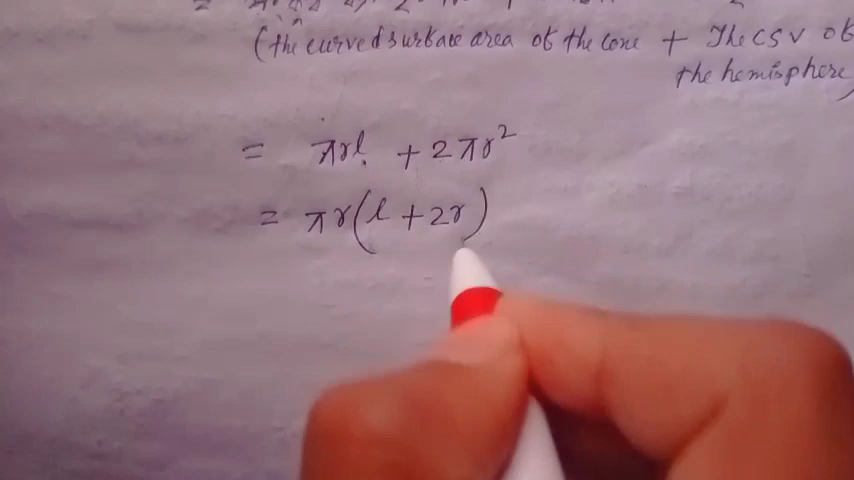 (The curved surface area of the cone + The CSV of
the hemisphere)
= πrl + 2πr²
= πr(l + 2r)